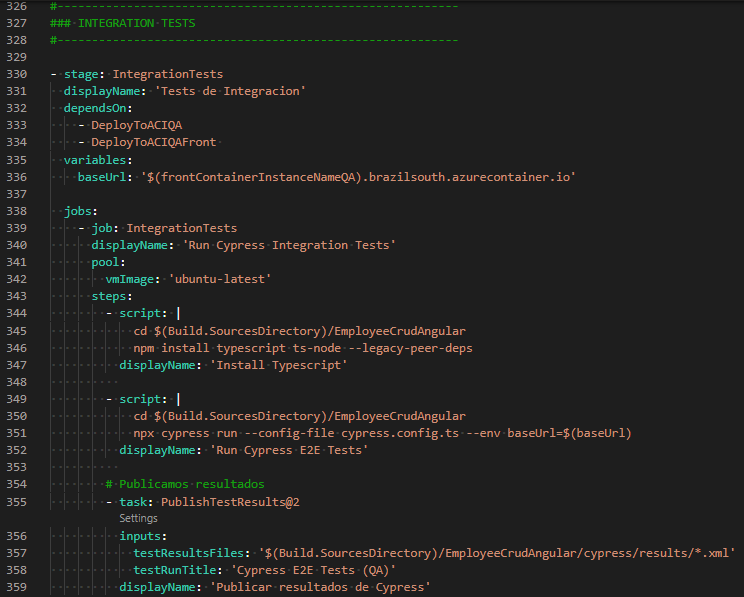 326 #----------------------------------------------------------
327 ### INTEGRATION TESTS
328 #----------------------------------------------------------
329
330 - stage: IntegrationTests
331   displayName: 'Tests de Integracion'
332   dependsOn:
333     - DeployToACIQA
334     - DeployToACIQAFront
335   variables:
336     baseUrl: '$(frontContainerInstanceNameQA).brazilsouth.azurecontainer.io'
337
338   jobs:
339     - job: IntegrationTests
340       displayName: 'Run Cypress Integration Tests'
341       pool:
342         vmImage: 'ubuntu-latest'
343       steps:
344         - script: |
345             cd $(Build.SourcesDirectory)/EmployeeCrudAngular
346             npm install typescript ts-node --legacy-peer-deps
347           displayName: 'Install Typescript'
348
349         - script: |
350             cd $(Build.SourcesDirectory)/EmployeeCrudAngular
351             npx cypress run --config-file cypress.config.ts --env baseUrl=$(baseUrl)
352           displayName: 'Run Cypress E2E Tests'
353
354         # Publicamos resultados
355         - task: PublishTestResults@2
Settings
356           inputs:
357             testResultsFiles: '$(Build.SourcesDirectory)/EmployeeCrudAngular/cypress/results/*.xml'
358             testRunTitle: 'Cypress E2E Tests (QA)'
359           displayName: 'Publicar resultados de Cypress'